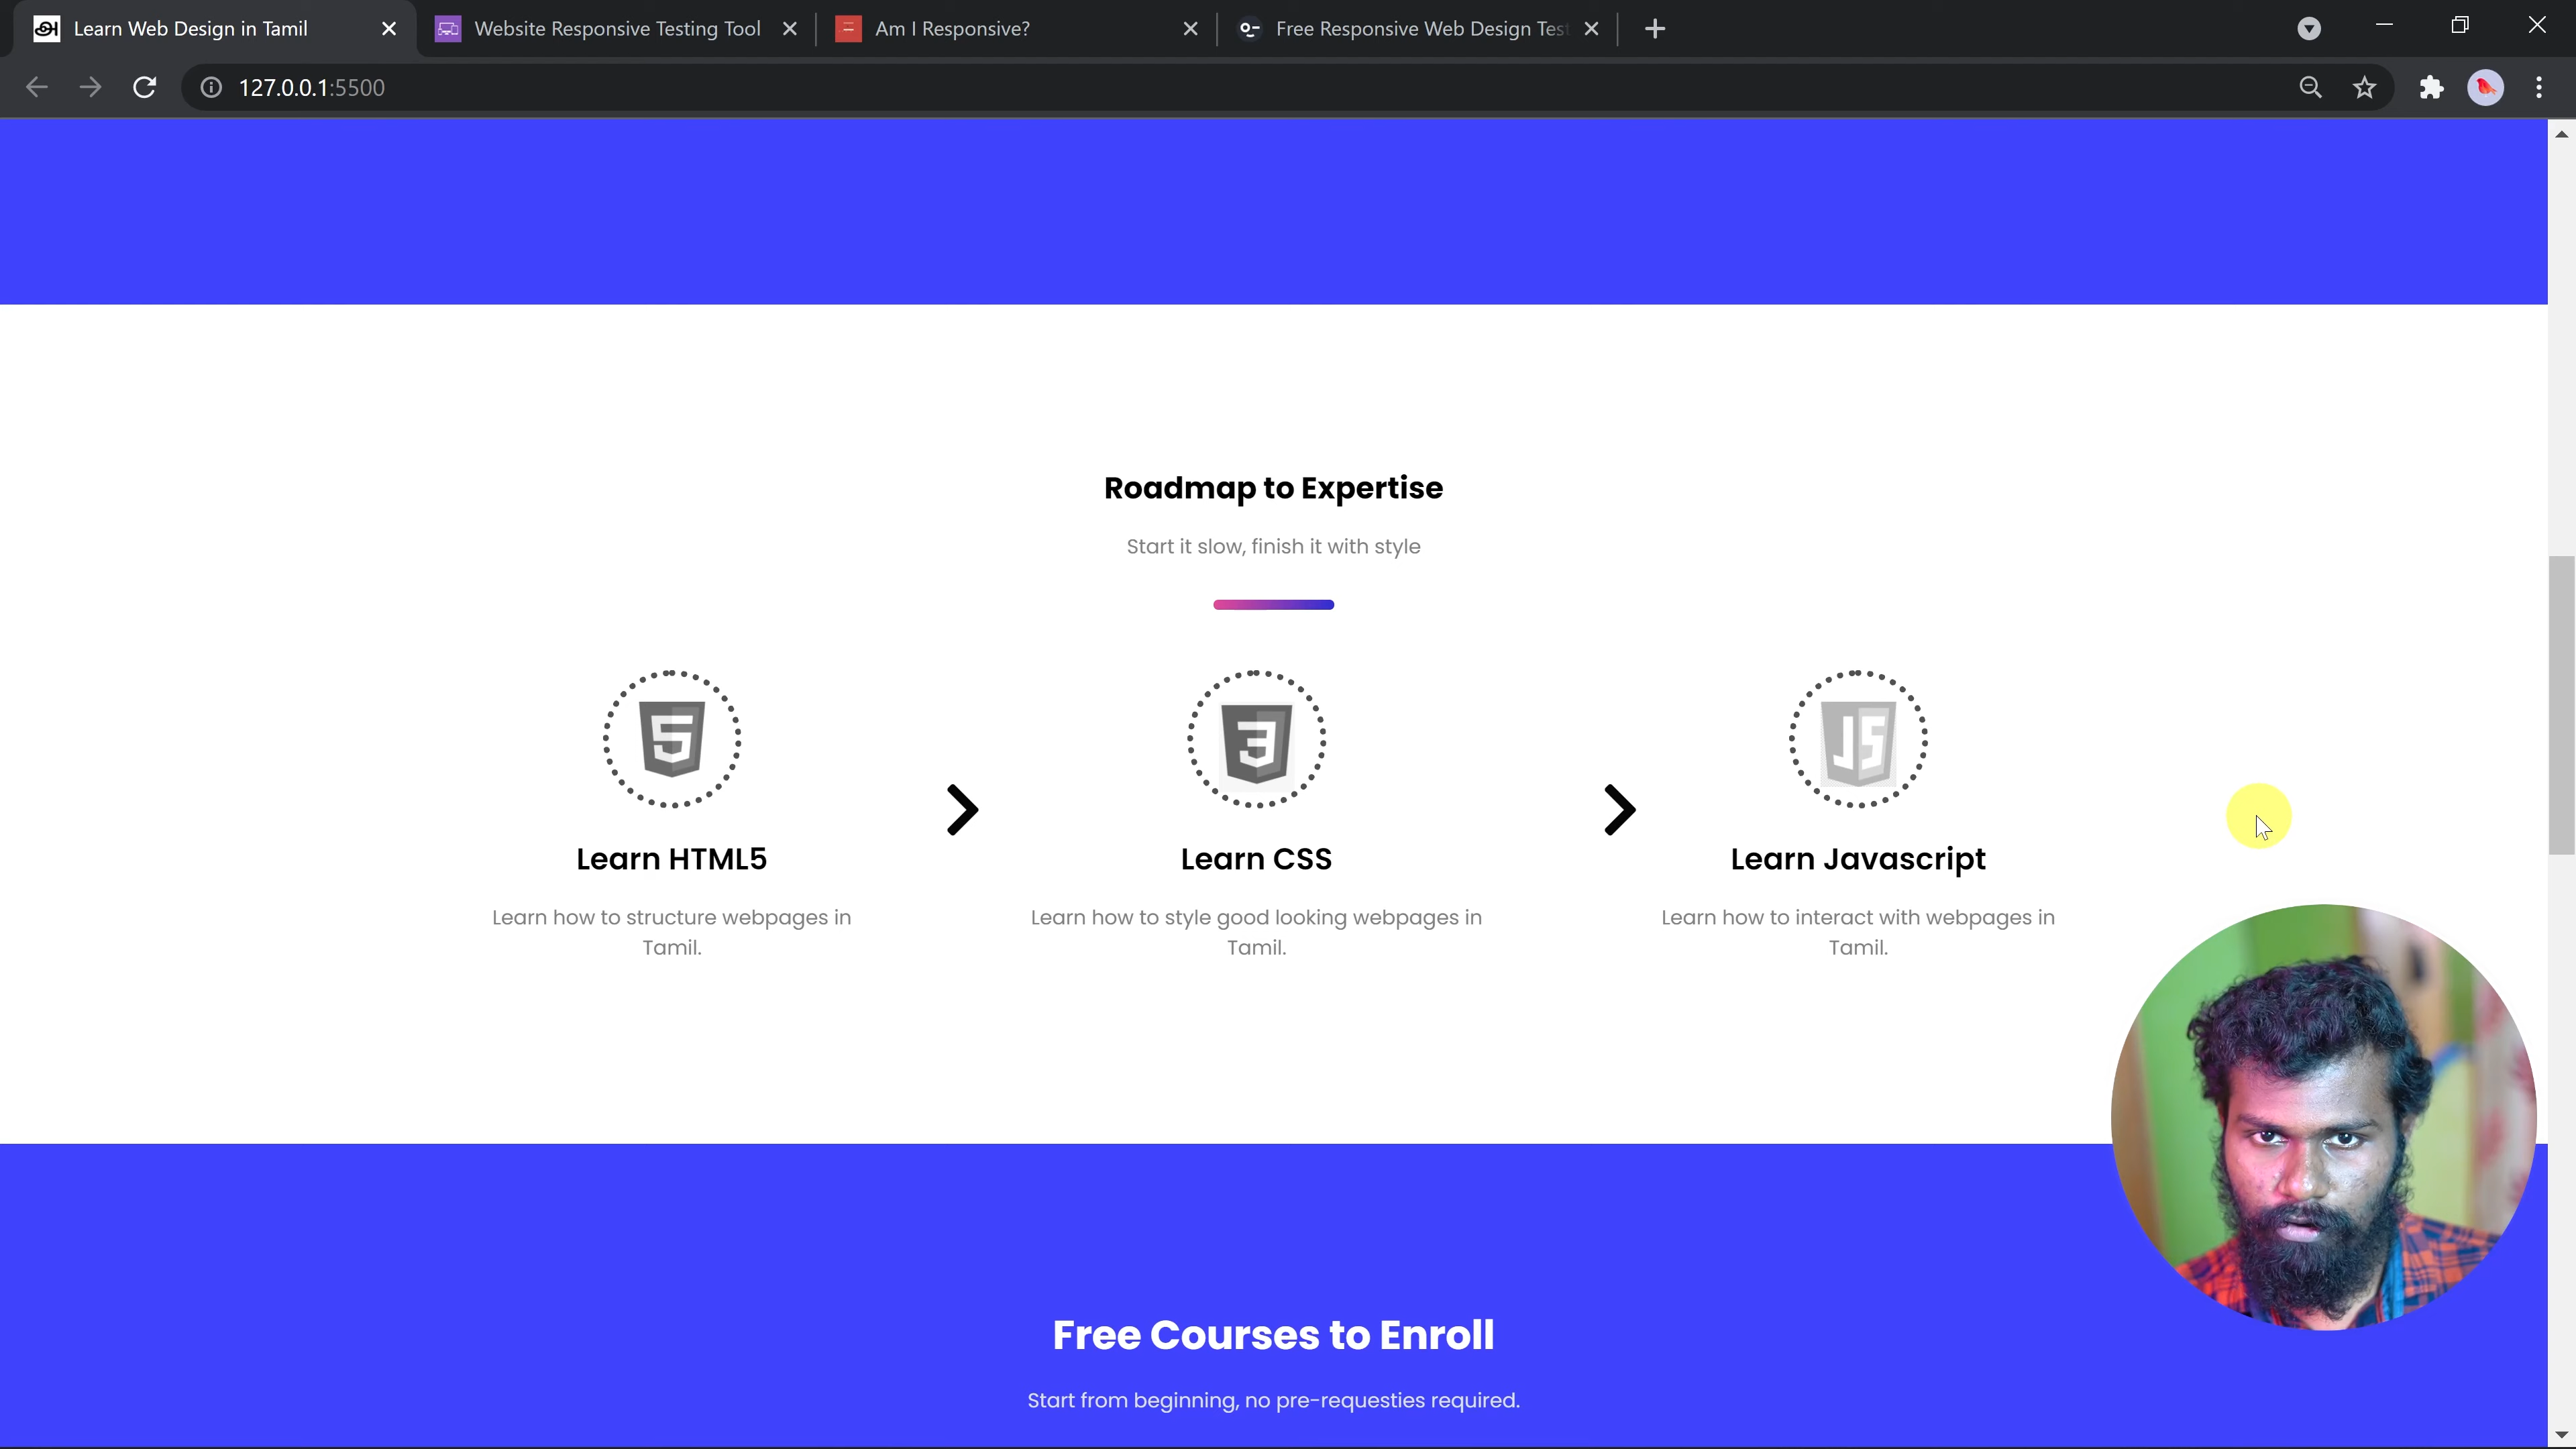 Learn Web Design in Tamil
Website Responsive Testing Tool
Am I Responsive?
Free Responsive Web Design Test
127.0.0.1:5500
Roadmap to Expertise
Start it slow, finish it with style
5
3
JS
Learn HTML5
Learn CSS
Learn Javascript
Learn how to structure webpages in
Tamil.
Learn how to style good looking webpages in
Tamil.
Learn how to interact with webpages in
Tamil.
Free Courses to Enroll
Start from beginning, no pre-requesties required.